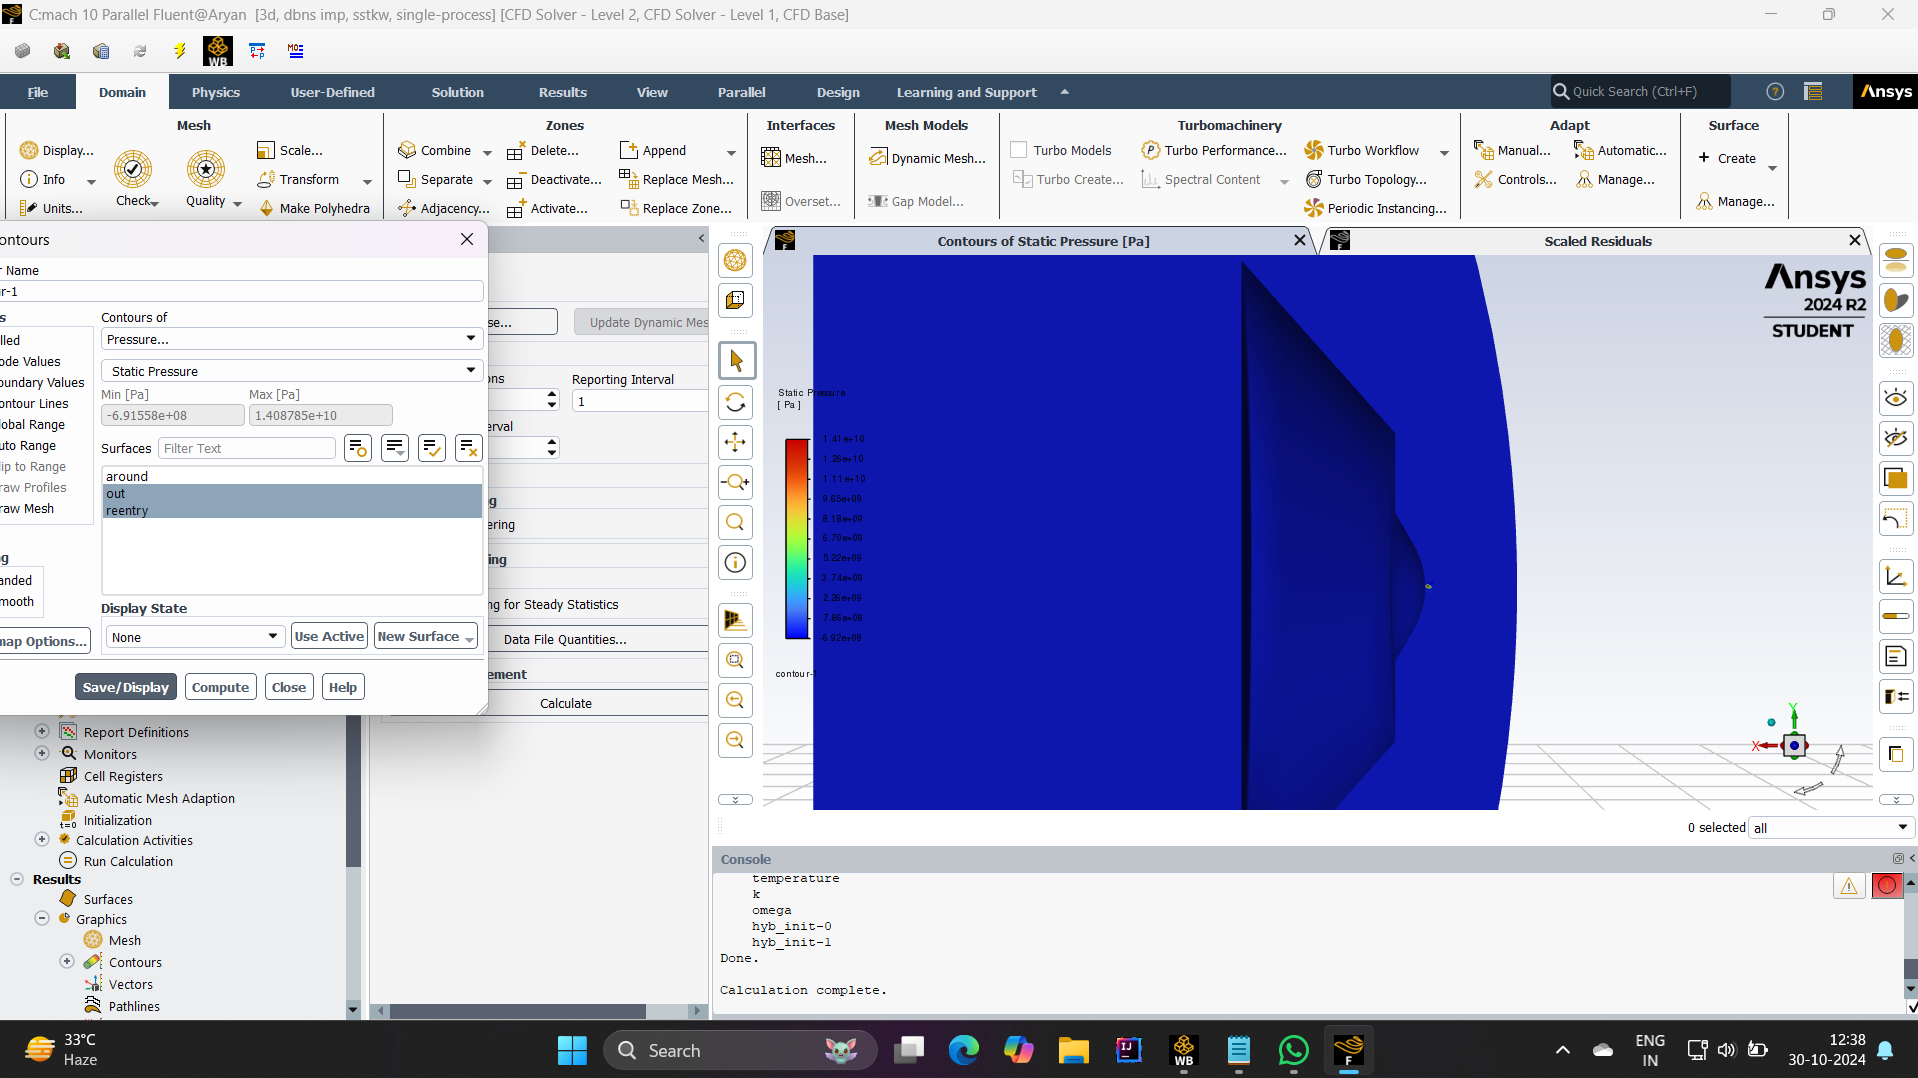 C:mach 10 Parallel Fluent@Aryan [3d, dbns imp, sstkw, single-process] [CFD Solver - Level 2, CFD Solver - Level 1, CFD Base]
WB
File
Domain
Physics
User-Defined
Solution
Results
View
Parallel
Design
Learning and Support
Quick Search (Ctrl+F)
Ansys
Mesh
Display...
Info
Units...
Check
Quality
Scale...
Transform
Make Polyhedra
Zones
Combine
Separate
Adjacency...
Delete...
Deactivate...
Activate...
Append
Replace Mesh...
Replace Zone...
Interfaces
Mesh...
Overset...
Mesh Models
Dynamic Mesh...
Gap Model...
Turbomachinery
Turbo Models
Turbo Create...
Turbo Performance...
Spectral Content
Turbo Workflow
Turbo Topology...
Periodic Instancing...
Adapt
Manual...
Controls...
Automatic...
Manage...
Surface
+ Create
Manage...
ontours
r Name
r-1
s
lled
ode Values
oundary Values
ontour Lines
lobal Range
uto Range
ip to Range
raw Profiles
raw Mesh
g
anded
mooth
map Options...
Contours of
Pressure...
Static Pressure
Min [Pa]
Max [Pa]
-6.91558e+08
1.408785e+10
Surfaces
Filter Text
around
out
reentry
Display State
None
Use Active
New Surface
Save/Display
Compute
Close
Help
se...
Update Dynamic Mes
ons
Reporting Interval
1
erval
g
ering
ing
ng for Steady Statistics
Data File Quantities...
ement
Calculate
Report Definitions
Monitors
Cell Registers
Automatic Mesh Adaption
t=0
Initialization
Calculation Activities
Run Calculation
Results
Surfaces
Graphics
Mesh
Contours
Vectors
Pathlines
Contours of Static Pressure [Pa]
Scaled Residuals
Ansys
2024 R2
STUDENT
Static Pressure
[ Pa ]
1.41e+10
1.26e+10
1.11e+10
9.65e+09
8.18e+09
6.70e+09
5.22e+09
3.74e+09
2.26e+09
7.86e+08
-6.92e+08
contour-
Y
X
0 selected
all
Console
temperature
k
omega
hyb_init-0
hyb_init-1
Done.
Calculation complete.
33°C
Haze
Search
WB
ENG
IN
12:38
30-10-2024